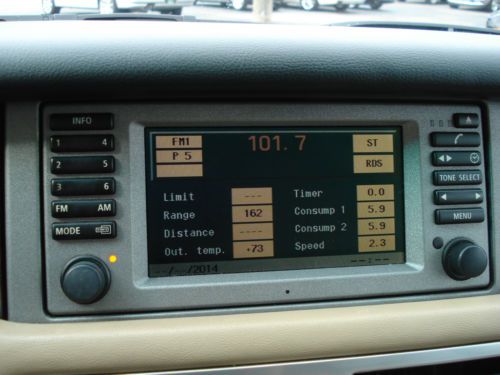 INFO
1 4
2 5
3 6
FM AM
MODE
FM1 101.7 ST
P 5 RDS
Limit --- Timer 0.0
Range 162 Consump 1 5.9
Distance ---- Consump 2 5.9
Out. temp. +73 Speed 2.3
--/--/2014 --:--
TONE SELECT
MENU